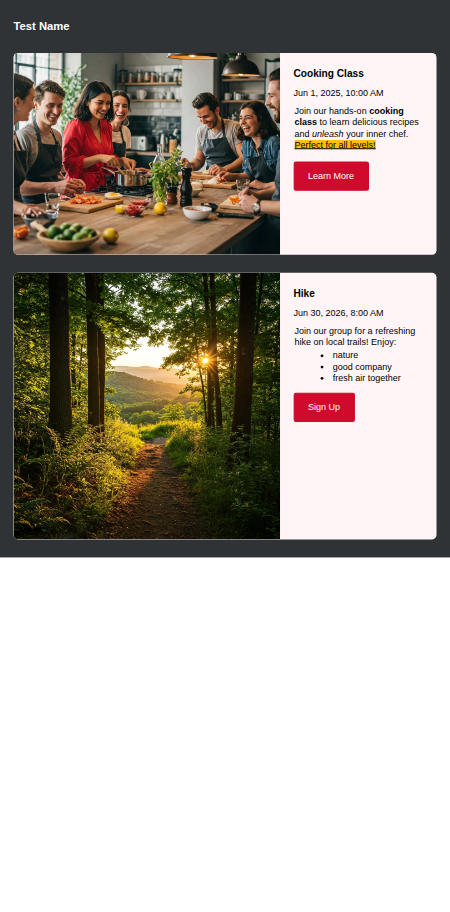 Test Name
Cooking Class
Jun 1, 2025, 10:00 AM
Join our hands-on cooking
class to learn delicious recipes
and unleash your inner chef.
Perfect for all levels!
Learn More
Hike
Jun 30, 2026, 8:00 AM
Join our group for a refreshing
hike on local trails! Enjoy:
• nature
• good company
• fresh air together
Sign Up